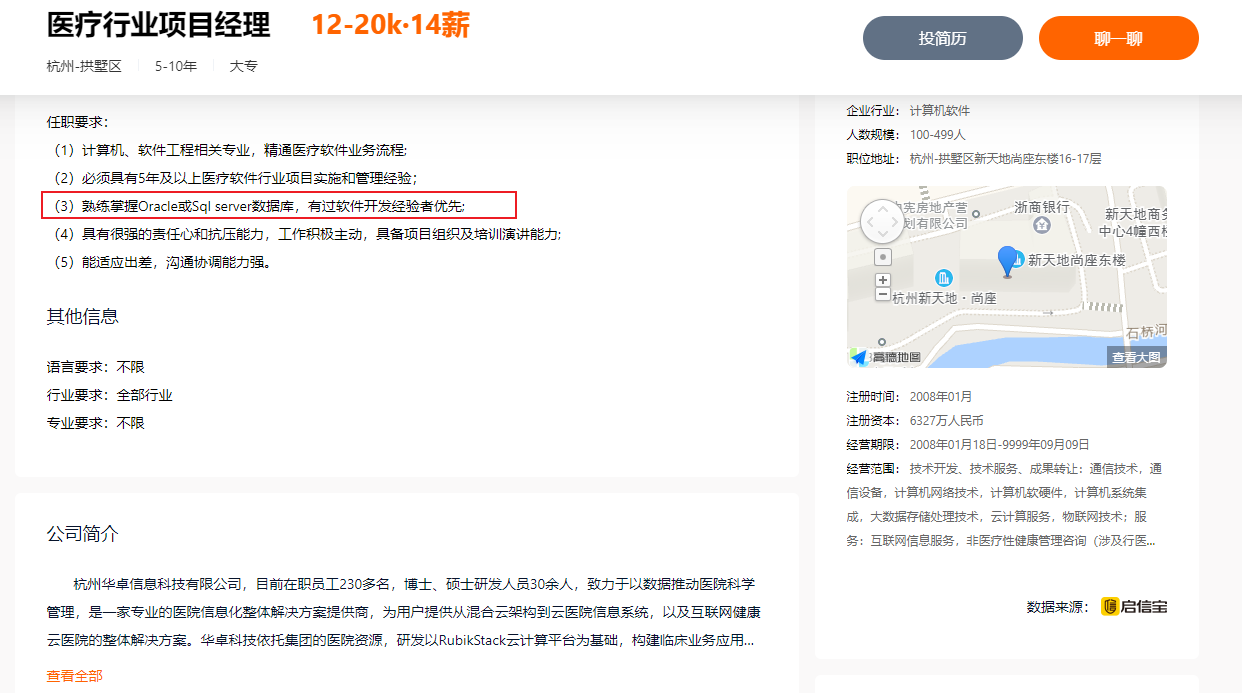 医疗行业项目经理
12-20k·14薪
投简历
聊一聊
杭州-拱墅区
5-10年
大专
任职要求：
（1）计算机、软件工程相关专业，精通医疗软件业务流程;
（2）必须具有5年及以上医疗软件行业项目实施和管理经验；
（3）熟练掌握Oracle或Sql server数据库，有过软件开发经验者优先;
（4）具有很强的责任心和抗压能力，工作积极主动，具备项目组织及培训演讲能力;
（5）能适应出差，沟通协调能力强。
其他信息
语言要求：不限
行业要求：全部行业
专业要求：不限
公司简介
杭州华卓信息科技有限公司，目前在职员工230多名，博士、硕士研发人员30余人，致力于以数据推动医院科学
管理，是一家专业的医院信息化整体解决方案提供商，为用户提供从混合云架构到云医院信息系统，以及互联网健康
云医院的整体解决方案。华卓科技依托集团的医院资源，研发以RubikStack云计算平台为基础，构建临床业务应用...
查看全部
企业行业：计算机软件
人数规模：100-499人
职位地址：杭州-拱墅区新天地尚座东楼16-17层
宪房地产营
划有限公司
浙商银行
新天地商务
中心4幢西楼
新天地尚座东楼
杭州新天地·尚座
石桥河
高德地图
查看大图
注册时间：2008年01月
注册资本：6327万人民币
经营期限：2008年01月18日-9999年09月09日
经营范围：技术开发、技术服务、成果转让：通信技术，通
信设备，计算机网络技术，计算机软硬件，计算机系统集
成，大数据存储处理技术，云计算服务，物联网技术；服
务：互联网信息服务，非医疗性健康管理咨询（涉及行医...
数据来源：
启信宝